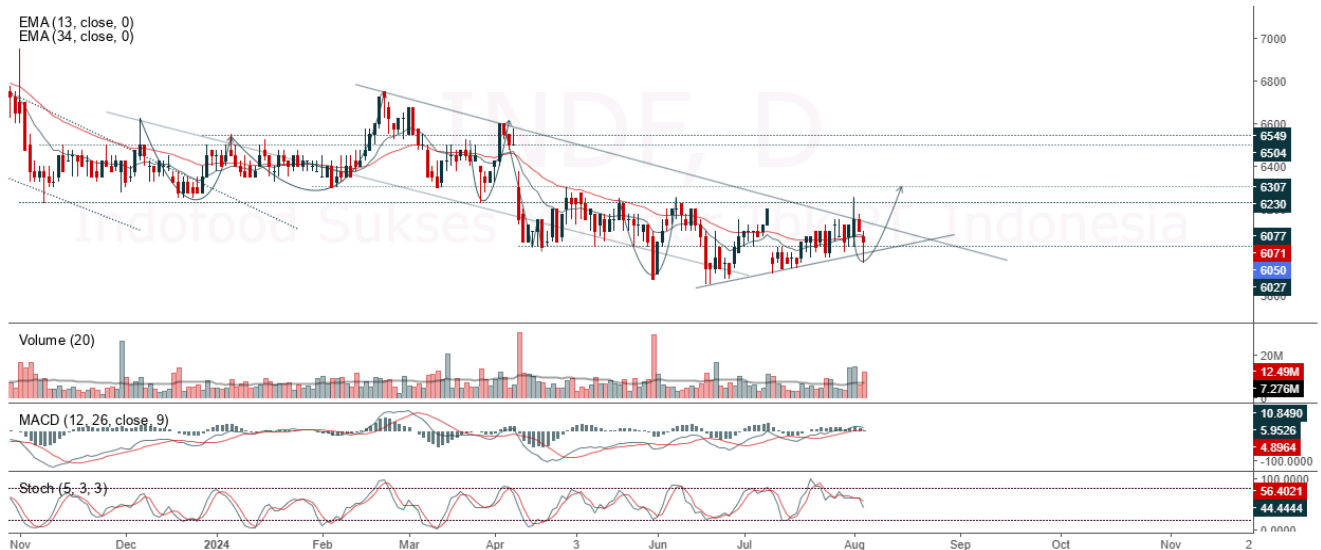 EMA (13, close, 0)
EMA (34, close, 0)
INDF, D
Indofood Sukses Indonesia
7000
6800
6600
6549
6504
6400
6307
6230
6077
6071
6050
6027
Volume (20)
20M
12.49M
7.276M
0
MACD (12, 26, close, 9)
10.8490
5.9526
4.8964
-100.0000
Stoch (5, 3, 3)
100.0000
56.4021
44.4444
0.0000
Nov Dec 2024 Feb Mar Apr 3 Jun Jul Aug Sep Oct Nov 2